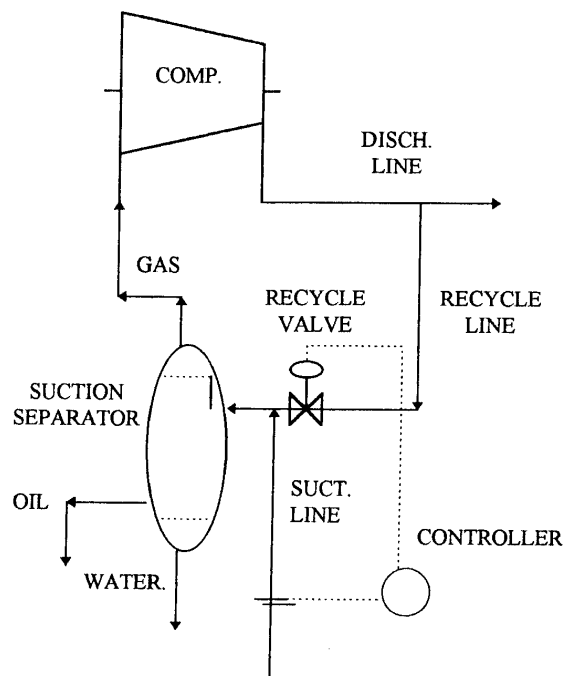 COMP.
DISCH.
LINE
GAS
RECYCLE
VALVE
RECYCLE
LINE
SUCTION
SEPARATOR
SUCT.
LINE
OIL
CONTROLLER
WATER.